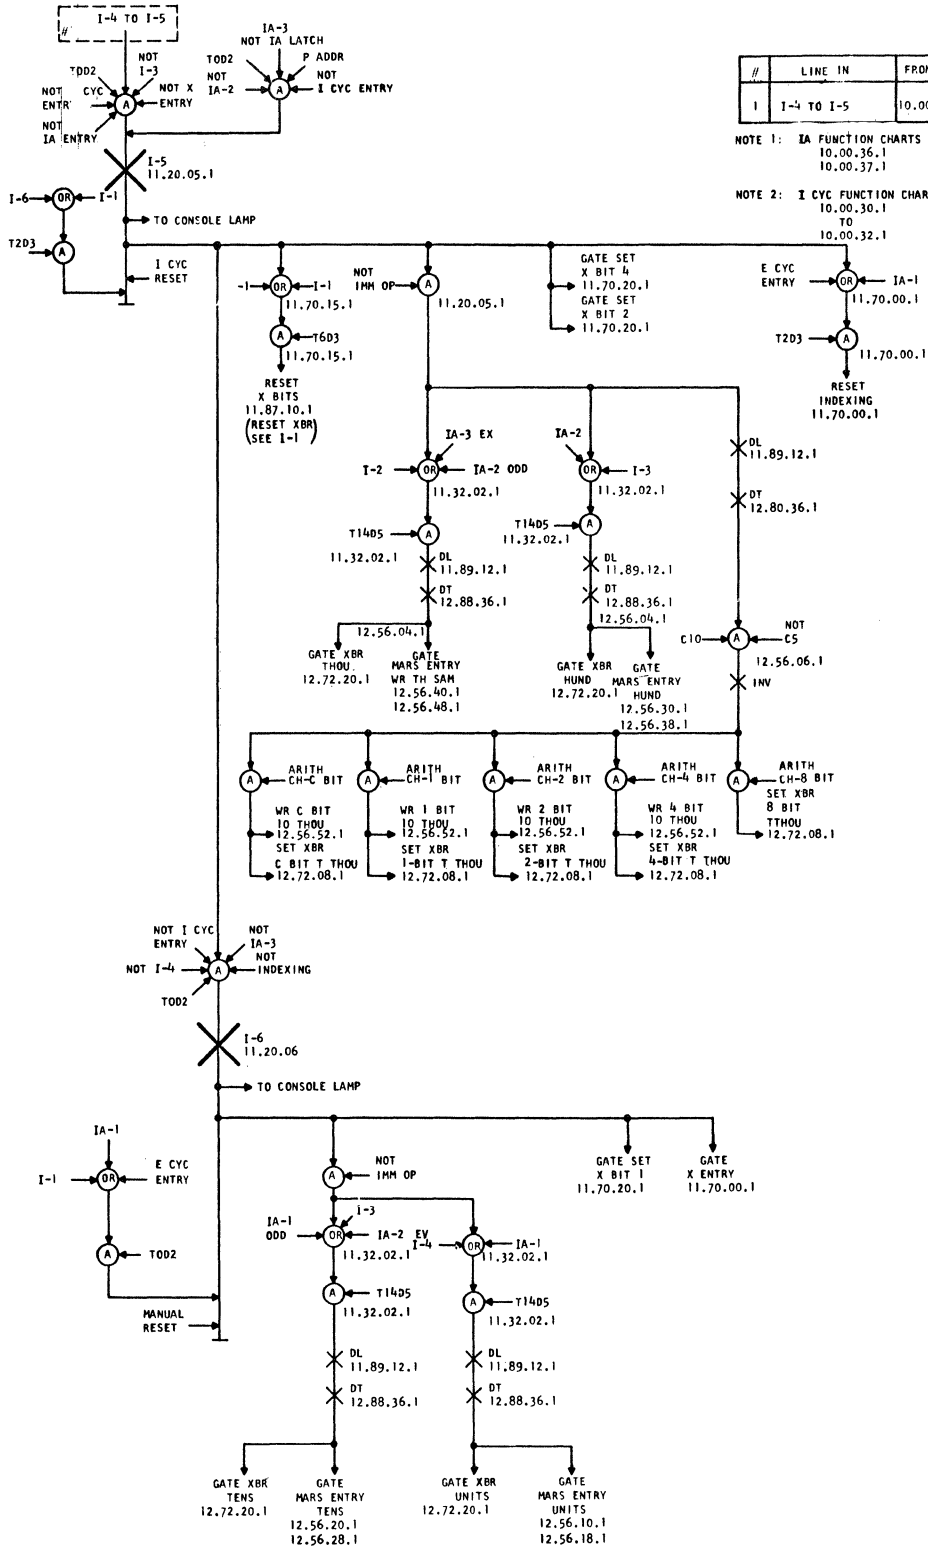 I-4 TO I-5
#
NOT
I-3
TOD2
NOT CYC
ENTR
NOT X
ENTRY
NOT
IA ENTRY
A
IA-3
NOT IA LATCH
TOD2
P ADDR
NOT
IA-2
NOT
I CYC ENTRY
A
# LINE IN FROM
1 I-4 TO I-5 10.00
NOTE 1: IA FUNCTION CHARTS
10.00.36.1
10.00.37.1
NOTE 2: I CYC FUNCTION CHAR
10.00.30.1
TO
10.00.32.1
I-5
11.20.05.1
I-6 OR I-1
TO CONSOLE LAMP
T2D3 A
I CYC
RESET
-1 OR I-1
11.70.15.1
A T6D3
11.70.15.1
RESET
X BITS
11.87.10.1
(RESET XBR)
(SEE I-1)
NOT
IMM OP
A
11.20.05.1
GATE SET
X BIT 4
11.70.20.1
GATE SET
X BIT 2
11.70.20.1
E CYC
ENTRY
OR IA-1
11.70.00.1
T2D3 A
11.70.00.1
RESET
INDEXING
11.70.00.1
IA-3 EX
I-2 OR IA-2 ODD
11.32.02.1
T14D5 A
11.32.02.1
DL
11.89.12.1
DT
12.88.36.1
12.56.04.1
GATE XBR
THOU
12.72.20.1
GATE
MARS ENTRY
WR TH SAM
12.56.40.1
12.56.48.1
IA-2
OR I-3
11.32.02.1
T14D5 A
11.32.02.1
DL
11.89.12.1
DT
12.88.36.1
12.56.04.1
GATE XBR
HUND
12.72.20.1
GATE
MARS ENTRY
HUND
12.56.30.1
12.56.38.1
DL
11.89.12.1
DT
12.80.36.1
C10 A NOT
C5
12.56.06.1
INV
A ARITH
CH-C BIT
WR C BIT
10 THOU
12.56.52.1
SET XBR
C BIT T THOU
12.72.08.1
A ARITH
CH-1 BIT
WR 1 BIT
10 THOU
12.56.52.1
SET XBR
1-BIT T THOU
12.72.08.1
A ARITH
CH-2 BIT
WR 2 BIT
10 THOU
12.56.52.1
SET XBR
2-BIT T THOU
12.72.08.1
A ARITH
CH-4 BIT
WR 4 BIT
10 THOU
12.56.52.1
SET XBR
4-BIT T THOU
12.72.08.1
A ARITH
CH-8 BIT
SET XBR
8 BIT
TTHOU
12.72.08.1
NOT I CYC
ENTRY
NOT
IA-3
NOT I-4 A NOT
INDEXING
TOD2
I-6
11.20.06
TO CONSOLE LAMP
IA-1
I-1 OR E CYC
ENTRY
A TOD2
MANUAL
RESET
A NOT
IMM OP
I-3
IA-1
ODD
OR IA-2 EV
11.32.02.1
A T14D5
11.32.02.1
DL
11.89.12.1
DT
12.88.36.1
GATE XBR
TENS
12.72.20.1
GATE
MARS ENTRY
TENS
12.56.20.1
12.56.28.1
I-4 OR IA-1
11.32.02.1
A T14D5
11.32.02.1
DL
11.89.12.1
DT
12.88.36.1
GATE XBR
UNITS
12.72.20.1
GATE
MARS ENTRY
UNITS
12.56.10.1
12.56.18.1
GATE SET
X BIT 1
11.70.20.1
GATE
X ENTRY
11.70.00.1